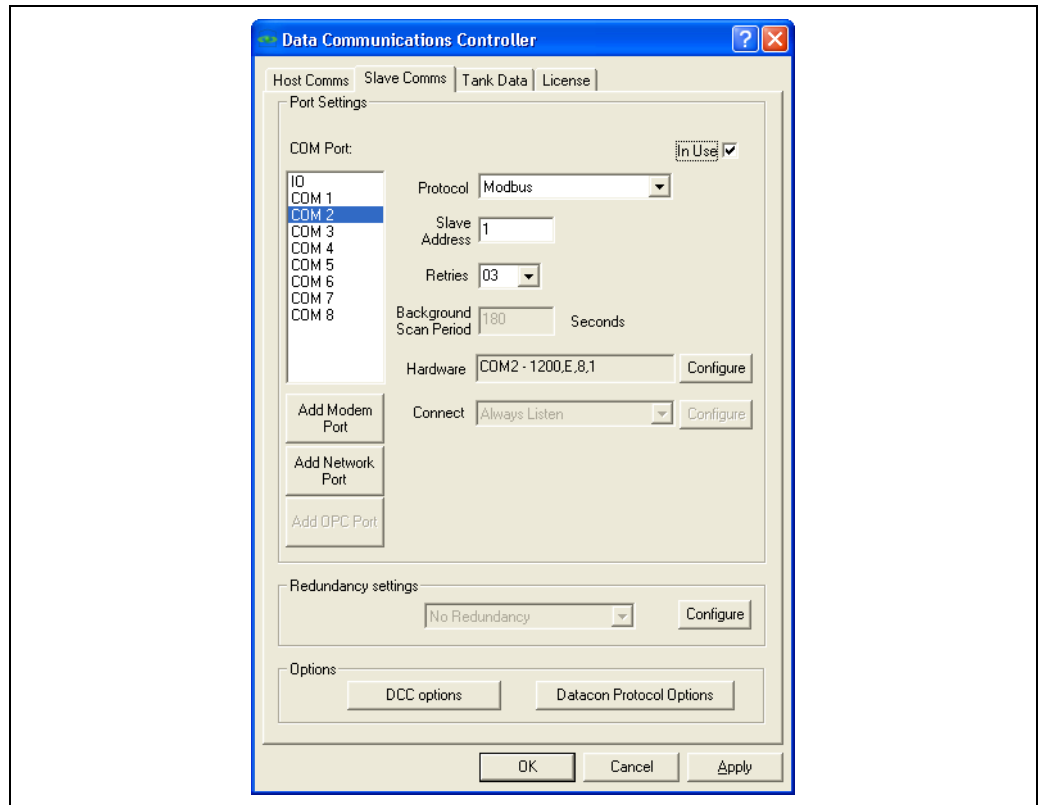 Data Communications Controller
Host Comms Slave Comms Tank Data License
Port Settings
COM Port:
In Use
IO
COM 1
COM 2
COM 3
COM 4
COM 5
COM 6
COM 7
COM 8
Protocol Modbus
Slave
Address 1
Retries 03
Background
Scan Period 180 Seconds
Hardware COM2 - 1200,E,8,1 Configure
Connect Always Listen Configure
Add Modem
Port
Add Network
Port
Add OPC Port
Redundancy settings
No Redundancy Configure
Options
DCC options Datacon Protocol Options
OK Cancel Apply